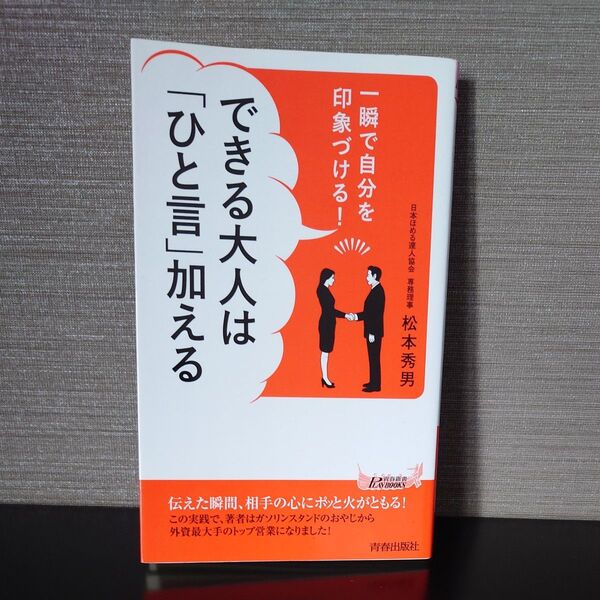 一瞬で自分を
印象づける!
できる大人は
「ひと言」加える
日本ほめる達人協会 専務理事
松本秀男
青春新書
PLAYBOOKS
伝えた瞬間、相手の心にポッと火がともる!
この実践で、著者はガソリンスタンドのおやじから
外資最大手のトップ営業になりました!
青春出版社